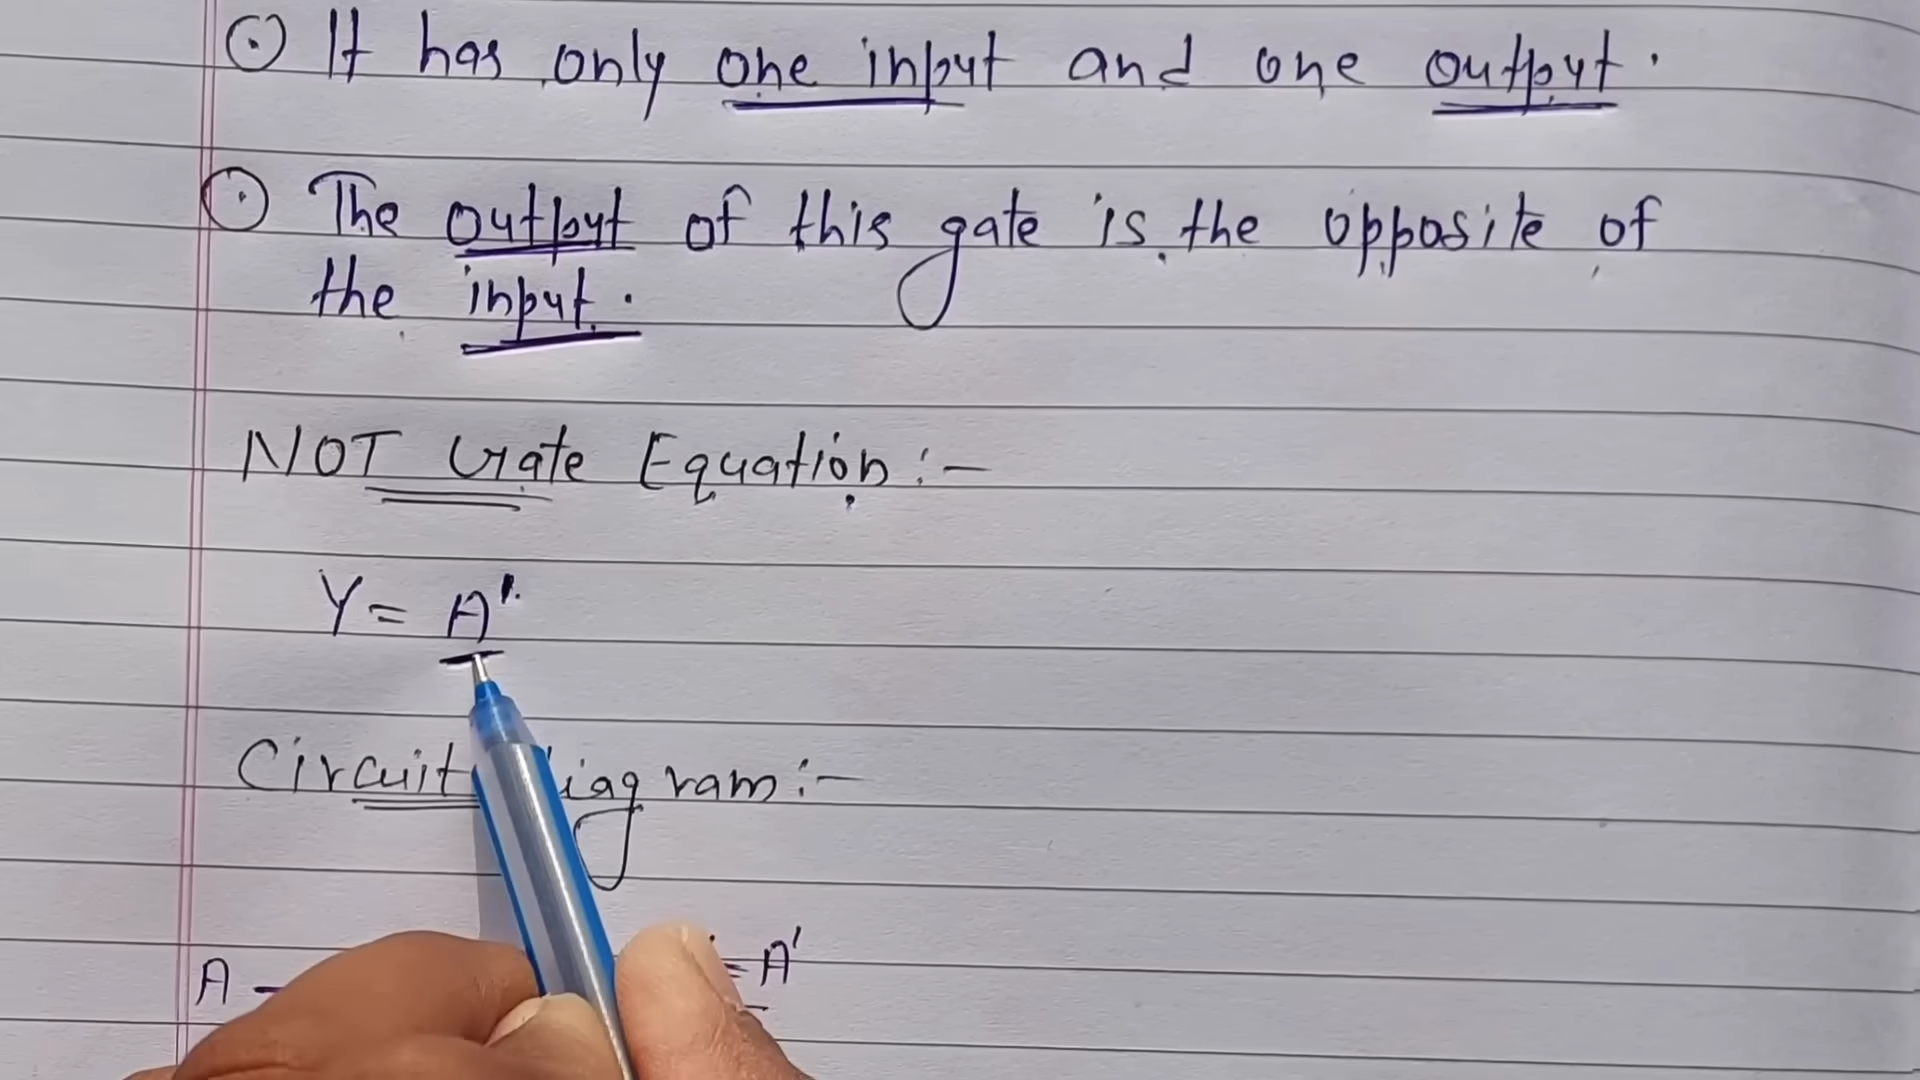 ⊙ It has only one input and one output.
⊙ The output of this gate is the opposite of
the input.
NOT Gate Equation:-
Y = A'
Circuit diagram:-
A - = A'